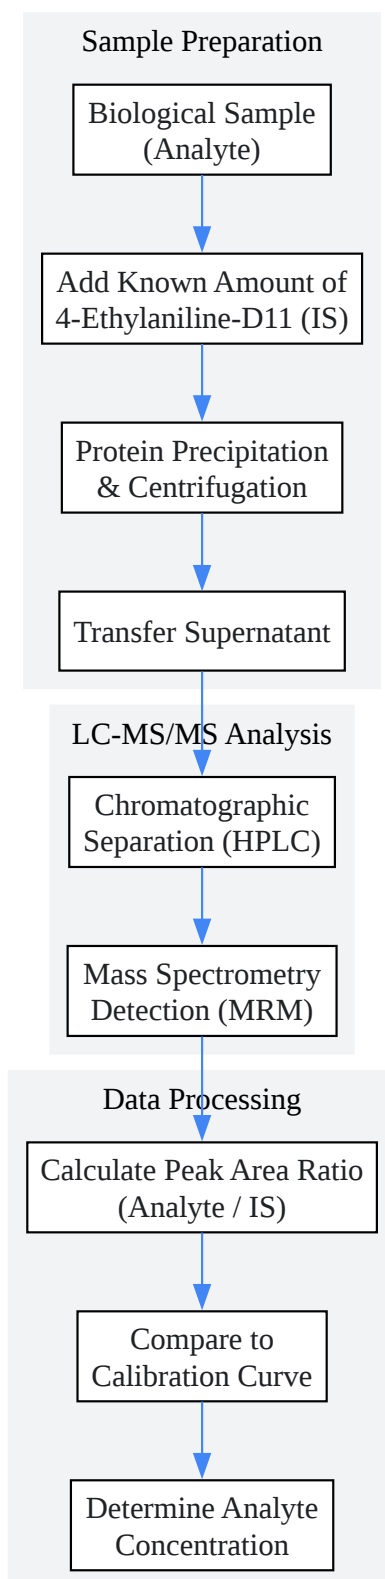 Sample Preparation
Biological Sample
(Analyte)
Add Known Amount of
4-Ethylaniline-D11 (IS)
Protein Precipitation
& Centrifugation
Transfer Supernatant
LC-MS/MS Analysis
Chromatographic
Separation (HPLC)
Mass Spectrometry
Detection (MRM)
Data Processing
Calculate Peak Area Ratio
(Analyte / IS)
Compare to
Calibration Curve
Determine Analyte
Concentration